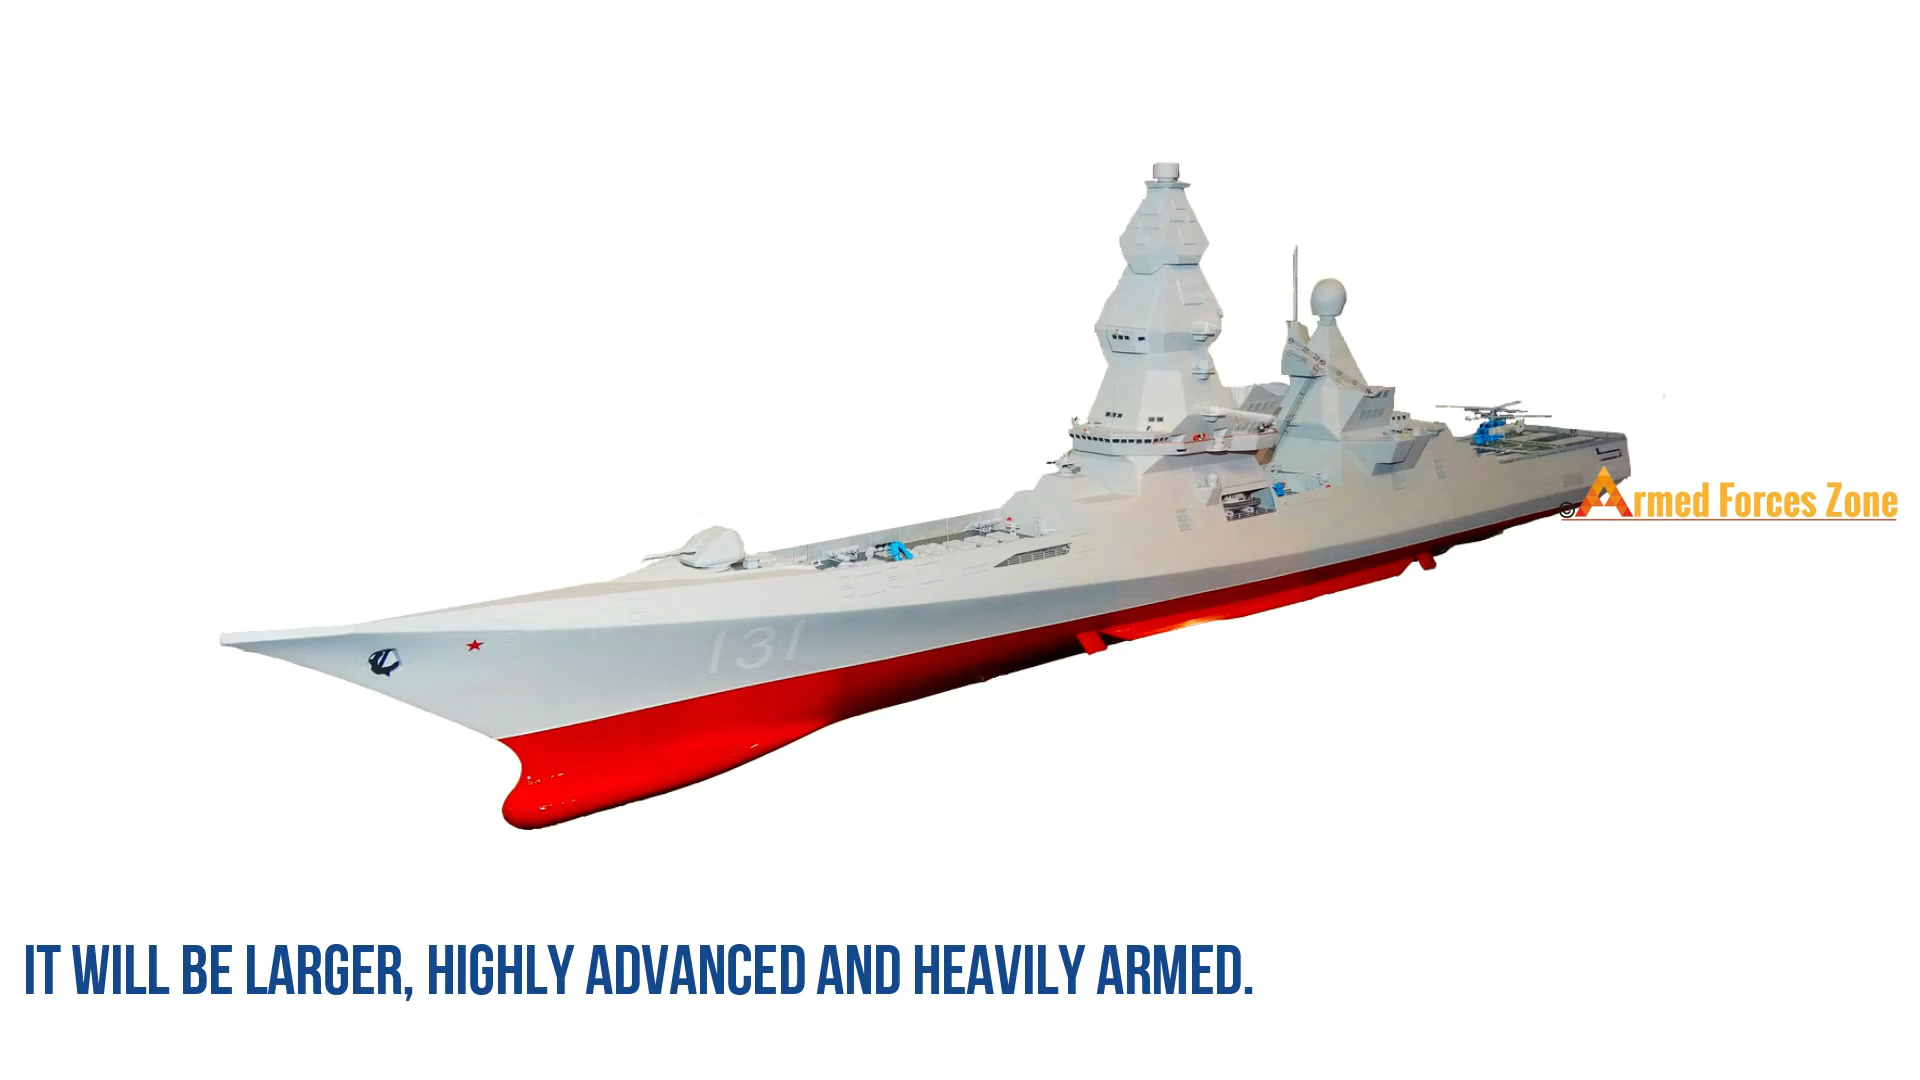 ©Armed Forces Zone
131
IT WILL BE LARGER, HIGHLY ADVANCED AND HEAVILY ARMED.